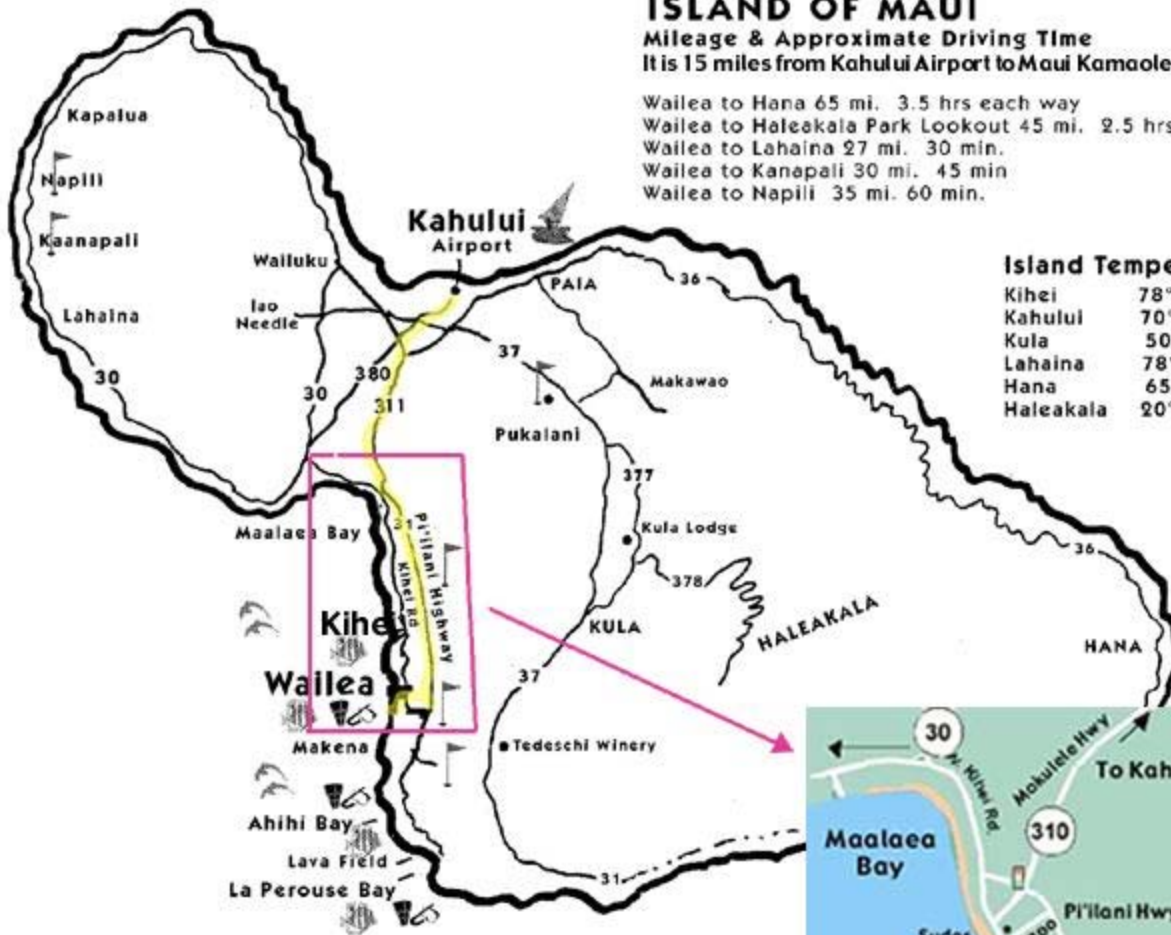 ISLAND OF MAUI
Mileage & Approximate Driving Time
It is 15 miles from Kahului Airport to Maui Kamaole
Wailea to Hana 65 mi. 3.5 hrs each way
Wailea to Haleakala Park Lookout 45 mi. 2.5 hrs
Wailea to Lahaina 27 mi. 30 min.
Wailea to Kanapali 30 mi. 45 min
Wailea to Napili 35 mi. 60 min.
Island Tempe
Kihei 78°
Kahului 70°
Kula 50
Lahaina 78°
Hana 65
Haleakala 20°
Kapalua
Napili
Kaanapali
Lahaina
30
Kahului
Airport
Wailuku
Iao
Needle
PAIA
36
37
380
30
311
Makawao
Pukalani
377
Kula Lodge
378
HALEAKALA
KULA
37
36
HANA
Maalaea Bay
31
Pi'ilani Highway
Kihei Rd
Kihei
Wailea
Makena
Tedeschi Winery
Ahihi Bay
Lava Field
La Perouse Bay
31
30
N. Kihei Rd.
Mokulele Hwy
To Kah
310
Maalaea
Bay
Pi'ilani Hwy